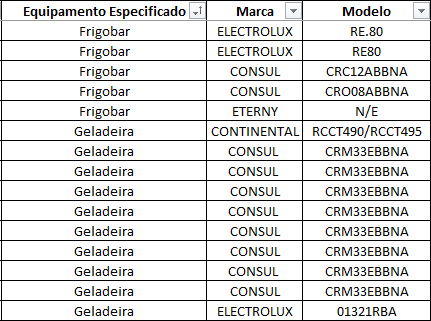 Equipamento Especificado Marca Modelo
Frigobar ELECTROLUX RE.80
Frigobar ELECTROLUX RE80
Frigobar CONSUL CRC12ABBNA
Frigobar CONSUL CRO08ABBNA
Frigobar ETERNY N/E
Geladeira CONTINENTAL RCCT490/RCCT495
Geladeira CONSUL CRM33EBBNA
Geladeira CONSUL CRM33EBBNA
Geladeira CONSUL CRM33EBBNA
Geladeira CONSUL CRM33EBBNA
Geladeira CONSUL CRM33EBBNA
Geladeira CONSUL CRM33EBBNA
Geladeira CONSUL CRM33EBBNA
Geladeira CONSUL CRM33EBBNA
Geladeira ELECTROLUX 01321RBA